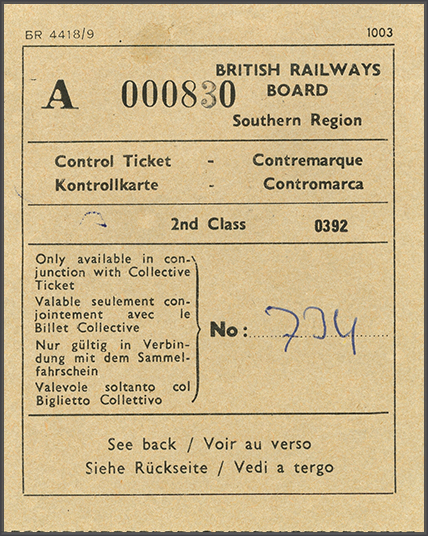 BR 4418/9
1003
A 000830
BRITISH RAILWAYS
BOARD
Southern Region
Control Ticket - Contremarque
Kontrollkarte - Contromarca
2nd Class 0392
Only available in con-
junction with Collective
Ticket
Valable seulement con-
jointement avec le
Billet Collective
Nur gültig in Verbin-
dung mit dem Sammel-
fahrschein
Valevole soltanto col
Biglietto Collettivo
No: 734
See back / Voir au verso
Siehe Rückseite / Vedi a tergo